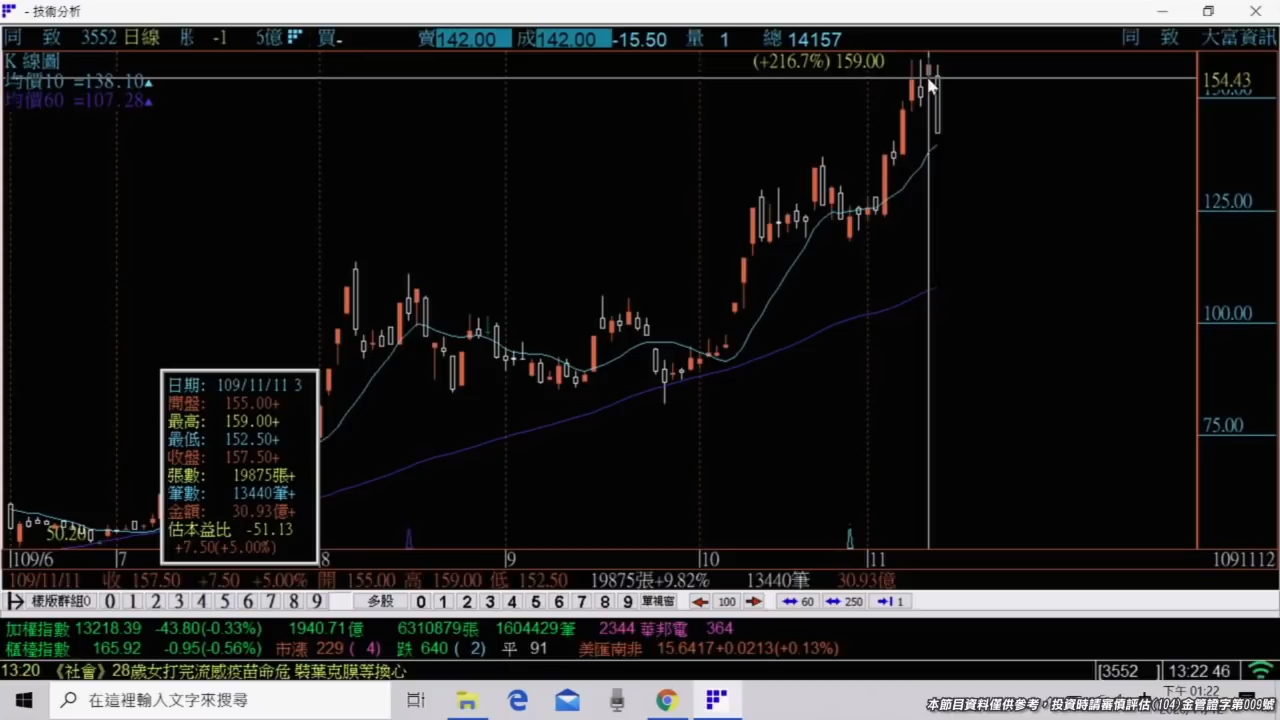 - 技術分析
同 致 3552 日線 -1 5億 買- 賣142.00 成142.00 -15.50 量 1 總 14157 同 致 大富資訊
K 線圖 (+216.7%) 159.00
均價10 =138.10▲ 154.43
均價60 =107.28▲
125.00
100.00
75.00
日期: 109/11/11 3
開盤: 155.00+
最高: 159.00+
最低: 152.50+
收盤: 157.50+
張數: 19875張+
筆數: 13440筆+
金額: 30.93億+
估本益比 -51.13
+7.50(+5.00%)
50.20
109/6 7 8 9 10 11 1091112
109/11/11 收 157.50 +7.50 +5.00% 開 155.00 高 159.00 低 152.50 19875張+9.82% 13440筆 30.93億
樣版群組0 0 1 2 3 4 5 6 7 8 9 多股 0 1 2 3 4 5 6 7 8 9 單視窗 100 60 250 1
加權指數 13218.39 -43.80(-0.33%) 1940.71億 6310879張 1604429筆 2344 華邦電 364
櫃檯指數 165.92 -0.95(-0.56%) 市漲 229 ( 4) 跌 640 ( 2) 平 91 美匯南非 15.6417+0.0213(+0.13%)
13:20 《社會》28歲女打完流感疫苗命危 裝葉克膜等換心 3552 13:22 46
在這裡輸入文字來搜尋 下午 01:22
本節目資料僅供參考，投資時請審慎評估(104)金管證字第009號